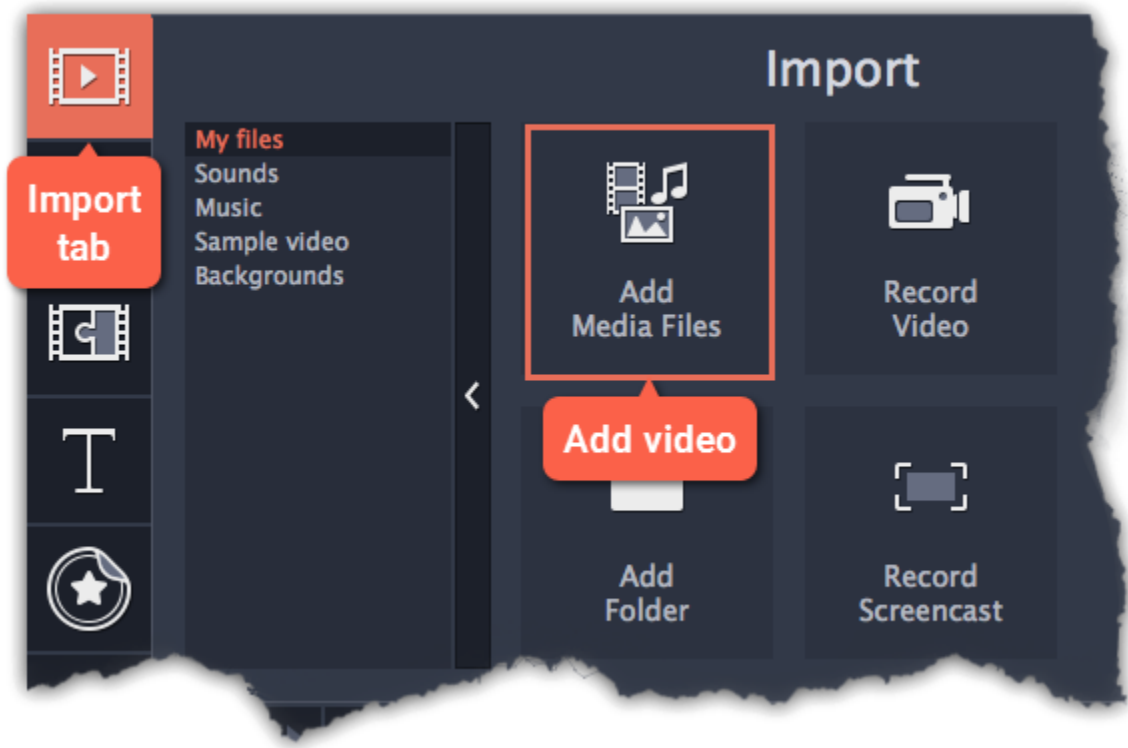 Import
My files
Sounds
Music
Sample video
Backgrounds
Import
tab
Add
Media Files
Record
Video
Add video
Add
Folder
Record
Screencast
T